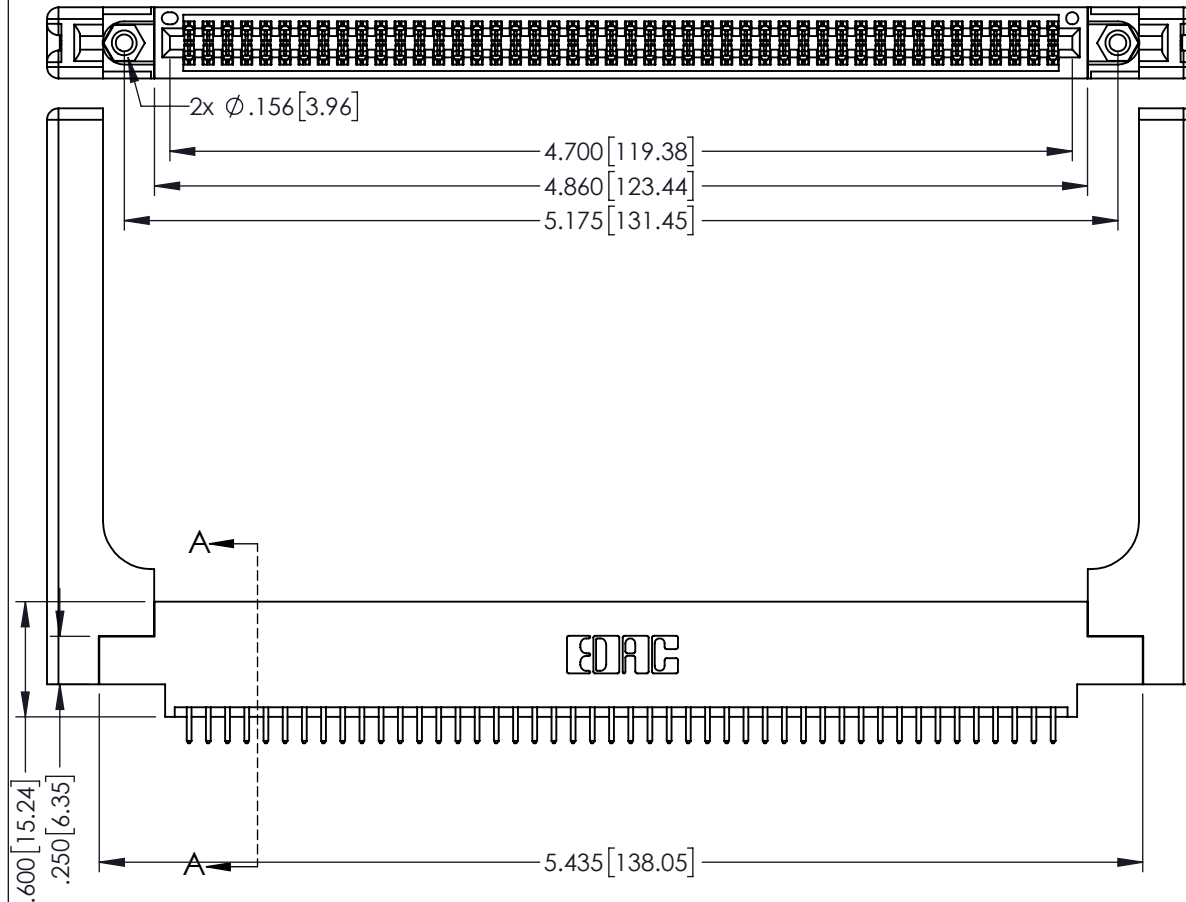 2x ∅.156[3.96]
4.700[119.38]
4.860[123.44]
5.175[131.45]
A
EDAC
.600[15.24]
.250[6.35]
A
5.435[138.05]